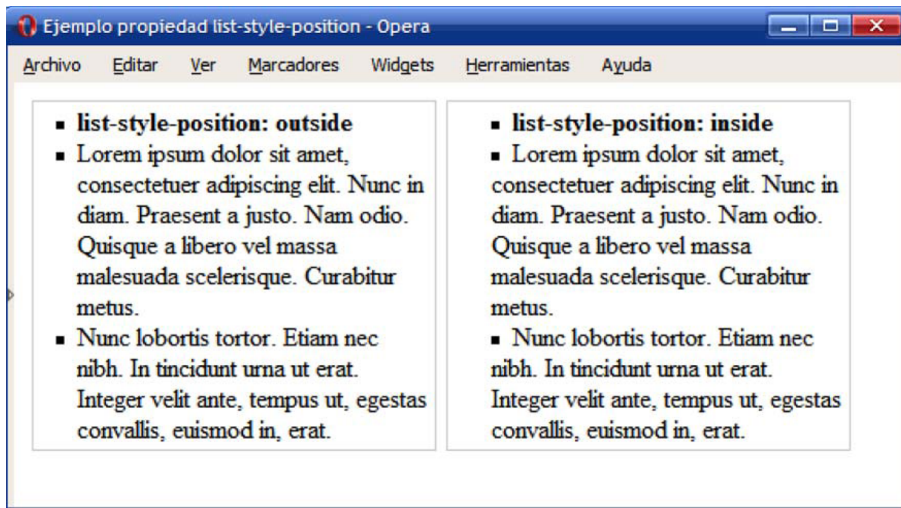 Ejemplo propiedad list-style-position - Opera
Archivo Editar Ver Marcadores Widgets Herramientas Ayuda
list-style-position: outside
Lorem ipsum dolor sit amet,
consectetuer adipiscing elit. Nunc in
diam. Praesent a justo. Nam odio.
Quisque a libero vel massa
malesuada scelerisque. Curabitur
metus.
Nunc lobortis tortor. Etiam nec
nibh. In tincidunt urna ut erat.
Integer velit ante, tempus ut, egestas
convallis, euismod in, erat.
list-style-position: inside
Lorem ipsum dolor sit amet,
consectetuer adipiscing elit. Nunc in
diam. Praesent a justo. Nam odio.
Quisque a libero vel massa
malesuada scelerisque. Curabitur
metus.
Nunc lobortis tortor. Etiam nec
nibh. In tincidunt urna ut erat.
Integer velit ante, tempus ut, egestas
convallis, euismod in, erat.